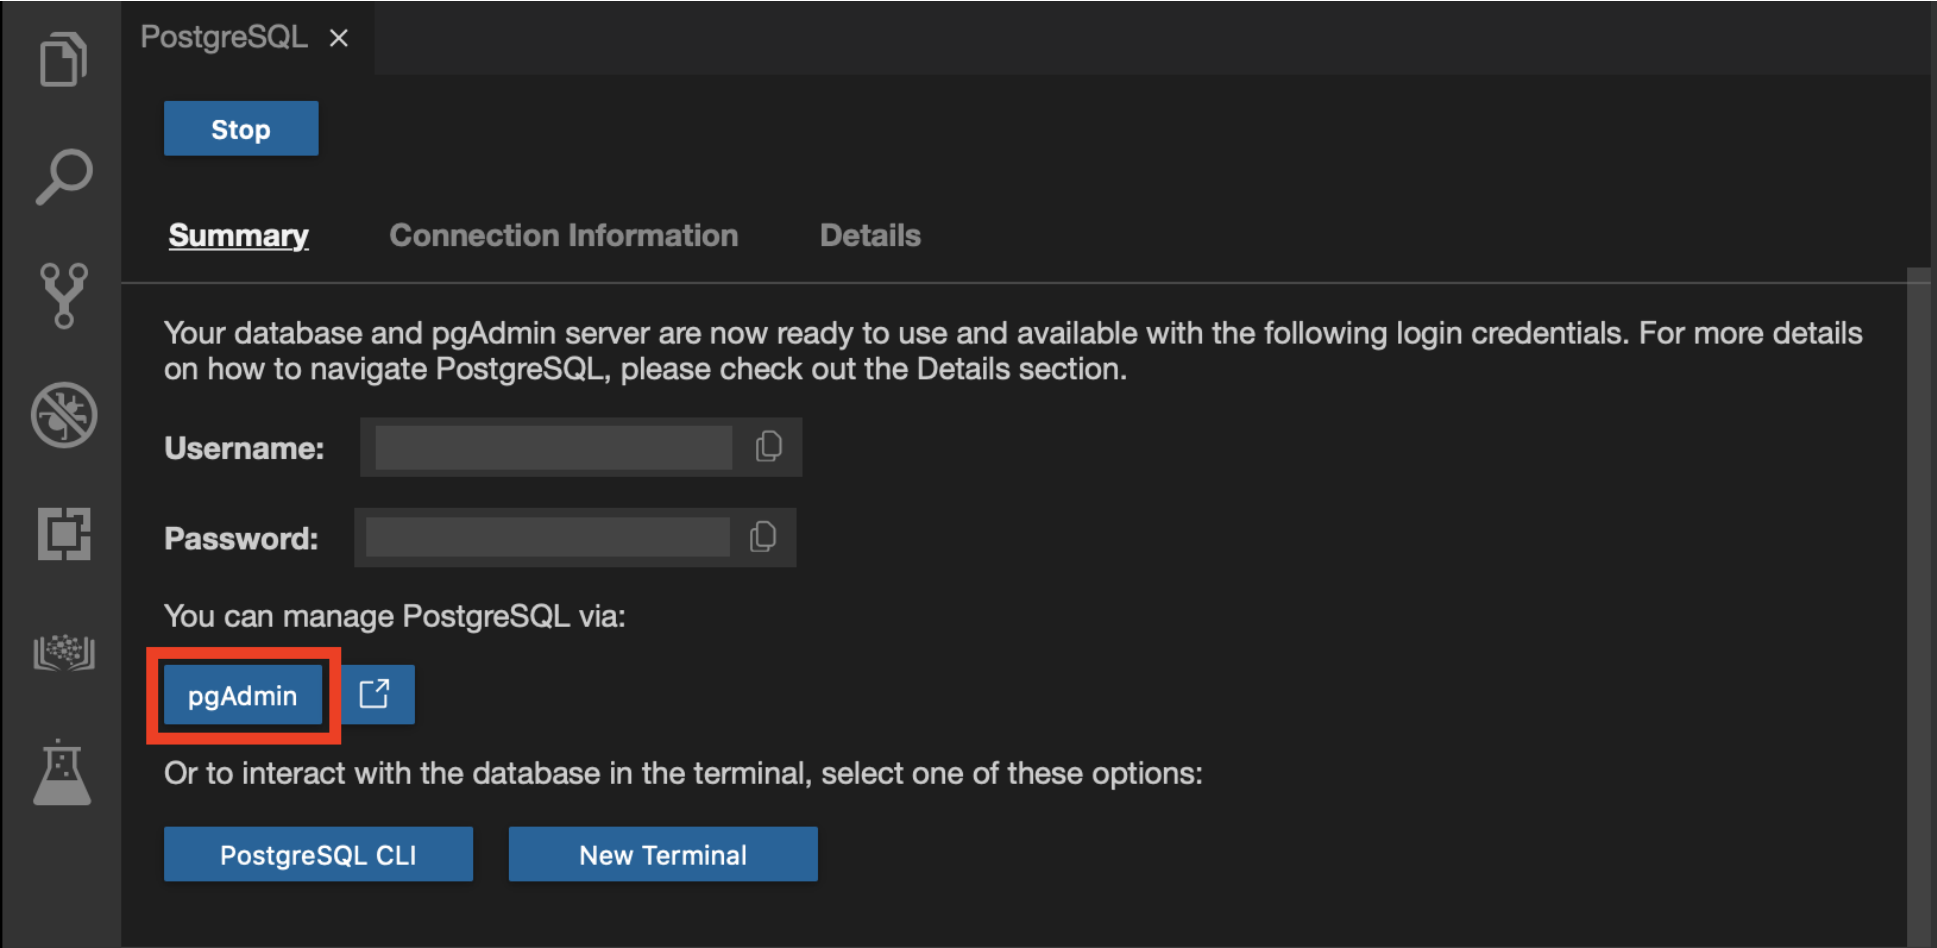 PostgreSQL
Stop
Summary Connection Information Details
Your database and pgAdmin server are now ready to use and available with the following login credentials. For more details
on how to navigate PostgreSQL, please check out the Details section.
Username:
Password:
You can manage PostgreSQL via:
pgAdmin
Or to interact with the database in the terminal, select one of these options:
PostgreSQL CLI New Terminal